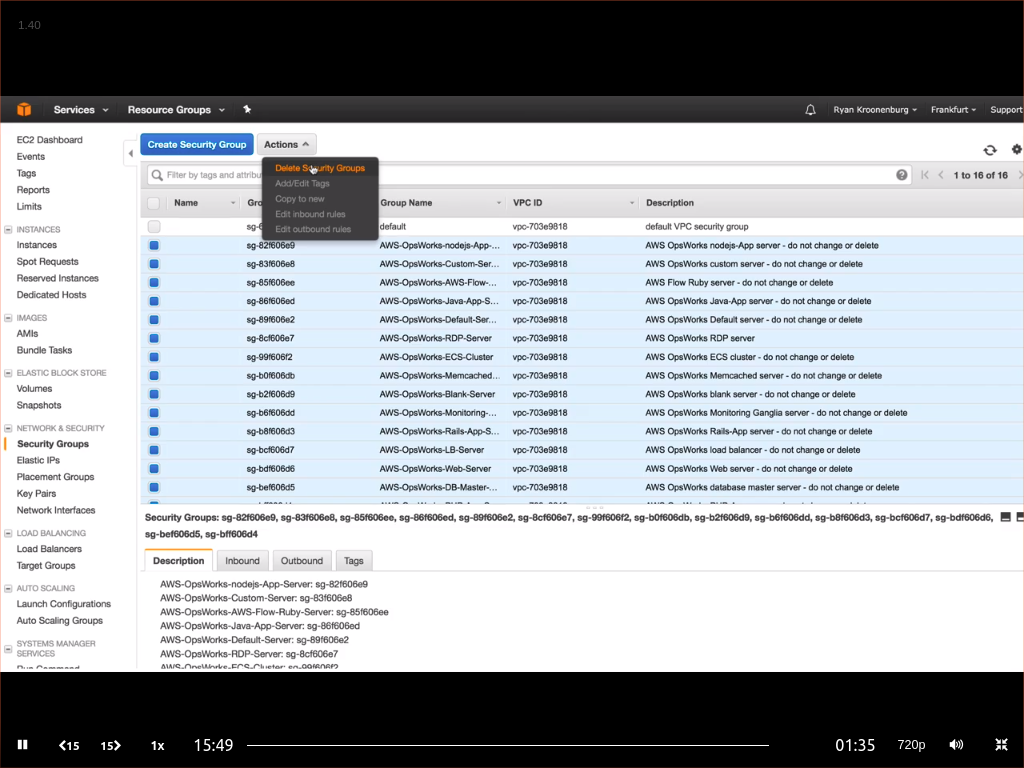 1.40
Services Resource Groups Ryan Kroonenburg Frankfurt Support
EC2 Dashboard
Events
Tags
Reports
Limits
INSTANCES
Instances
Spot Requests
Reserved Instances
Dedicated Hosts
IMAGES
AMIs
Bundle Tasks
ELASTIC BLOCK STORE
Volumes
Snapshots
NETWORK & SECURITY
Security Groups
Elastic IPs
Placement Groups
Key Pairs
Network Interfaces
LOAD BALANCING
Load Balancers
Target Groups
AUTO SCALING
Launch Configurations
Auto Scaling Groups
SYSTEMS MANAGER
SERVICES
Run Command
Create Security Group Actions
Delete Security Groups
Add/Edit Tags
Copy to new
Edit inbound rules
Edit outbound rules
Filter by tags and attribu
1 to 16 of 16
Name Gro Group Name VPC ID Description
sg-6 default vpc-703e9818 default VPC security group
sg-82f606e9 AWS-OpsWorks-nodejs-App-... vpc-703e9818 AWS OpsWorks nodejs-App server - do not change or delete
sg-83f606e8 AWS-OpsWorks-Custom-Ser... vpc-703e9818 AWS OpsWorks custom server - do not change or delete
sg-85f606ee AWS-OpsWorks-AWS-Flow-... vpc-703e9818 AWS Flow Ruby server - do not change or delete
sg-86f606ed AWS-OpsWorks-Java-App-S... vpc-703e9818 AWS OpsWorks Java-App server - do not change or delete
sg-89f606e2 AWS-OpsWorks-Default-Ser... vpc-703e9818 AWS OpsWorks Default server - do not change or delete
sg-8cf606e7 AWS-OpsWorks-RDP-Server vpc-703e9818 AWS OpsWorks RDP server
sg-99f606f2 AWS-OpsWorks-ECS-Cluster vpc-703e9818 AWS OpsWorks ECS cluster - do not change or delete
sg-b0f606db AWS-OpsWorks-Memcached... vpc-703e9818 AWS OpsWorks Memcached server - do not change or delete
sg-b2f606d9 AWS-OpsWorks-Blank-Server vpc-703e9818 AWS OpsWorks blank server - do not change or delete
sg-b6f606dd AWS-OpsWorks-Monitoring-... vpc-703e9818 AWS OpsWorks Monitoring Ganglia server - do not change or delete
sg-b8f606d3 AWS-OpsWorks-Rails-App-S... vpc-703e9818 AWS OpsWorks Rails-App server - do not change or delete
sg-bcf606d7 AWS-OpsWorks-LB-Server vpc-703e9818 AWS OpsWorks load balancer - do not change or delete
sg-bdf606d6 AWS-OpsWorks-Web-Server vpc-703e9818 AWS OpsWorks Web server - do not change or delete
sg-bef606d5 AWS-OpsWorks-DB-Master-... vpc-703e9818 AWS OpsWorks database master server - do not change or delete
Security Groups: sg-82f606e9, sg-83f606e8, sg-85f606ee, sg-86f606ed, sg-89f606e2, sg-8cf606e7, sg-99f606f2, sg-b0f606db, sg-b2f606d9, sg-b6f606dd, sg-b8f606d3, sg-bcf606d7, sg-bdf606d6,
sg-bef606d5, sg-bff606d4
Description Inbound Outbound Tags
AWS-OpsWorks-nodejs-App-Server: sg-82f606e9
AWS-OpsWorks-Custom-Server: sg-83f606e8
AWS-OpsWorks-AWS-Flow-Ruby-Server: sg-85f606ee
AWS-OpsWorks-Java-App-Server: sg-86f606ed
AWS-OpsWorks-Default-Server: sg-89f606e2
AWS-OpsWorks-RDP-Server: sg-8cf606e7
AWS-OpsWorks-ECS-Cluster: sg-99f606f2
15 15 1x 15:49 01:35 720p